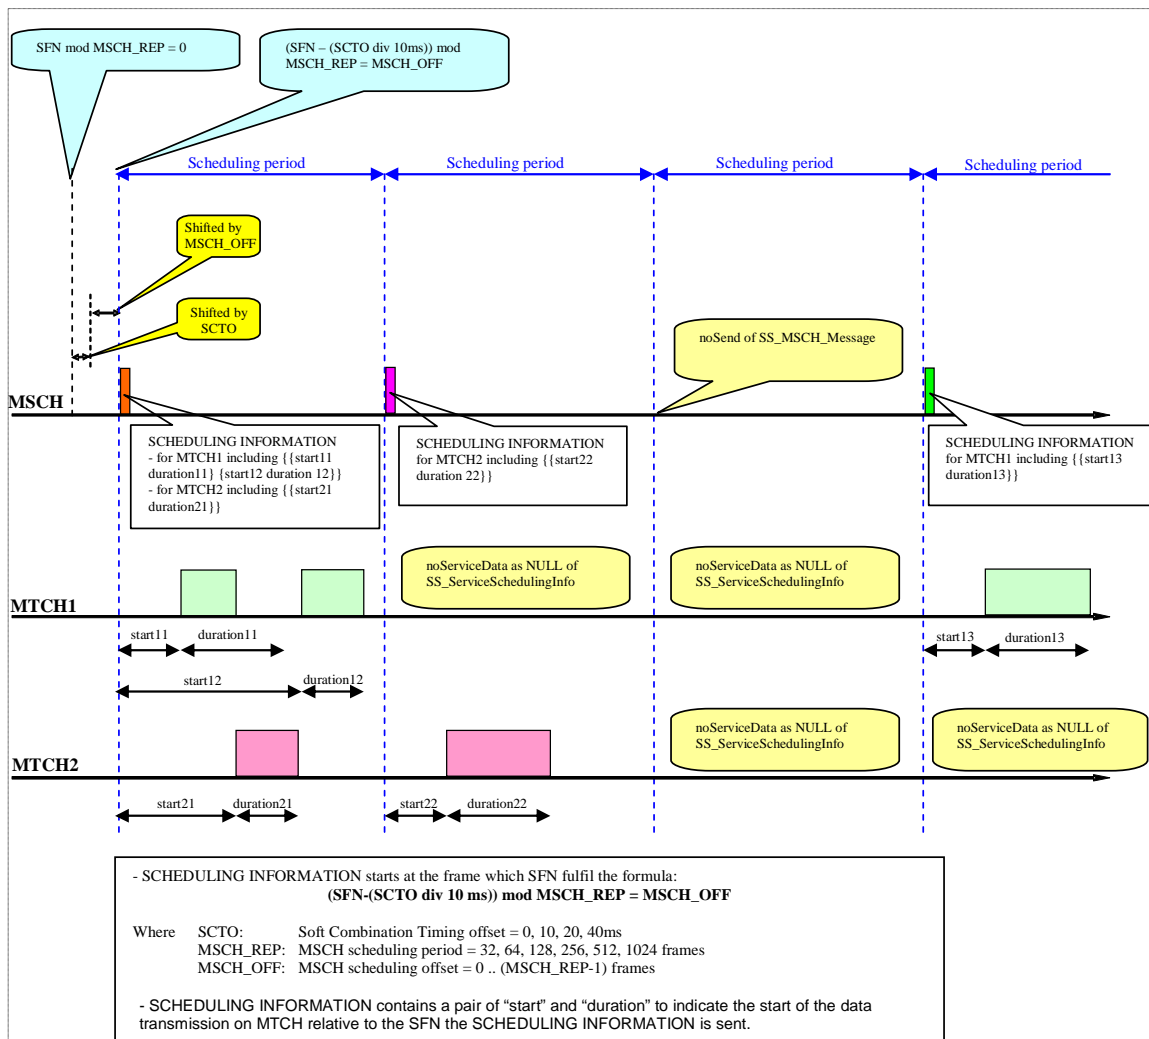 SFN mod MSCH_REP = 0
(SFN – (SCTO div 10ms)) mod
MSCH_REP = MSCH_OFF
Scheduling period
Scheduling period
Scheduling period
Scheduling period
Shifted by
MSCH_OFF
Shifted by
SCTO
noSend of SS_MSCH_Message
MSCH
SCHEDULING INFORMATION
- for MTCH1 including {{start11
duration11} {start12 duration 12}}
- for MTCH2 including {{start21
duration21}}
SCHEDULING INFORMATION
for MTCH2 including {{start22
duration 22}}
SCHEDULING INFORMATION
for MTCH1 including {{start13
duration13}}
noServiceData as NULL of
SS_ServiceSchedulingInfo
noServiceData as NULL of
SS_ServiceSchedulingInfo
MTCH1
start11
duration11
start13
duration13
start12
duration12
noServiceData as NULL of
SS_ServiceSchedulingInfo
noServiceData as NULL of
SS_ServiceSchedulingInfo
MTCH2
start21
duration21
start22
duration22
- SCHEDULING INFORMATION starts at the frame which SFN fulfil the formula:
(SFN-(SCTO div 10 ms)) mod MSCH_REP = MSCH_OFF
Where SCTO: Soft Combination Timing offset = 0, 10, 20, 40ms
MSCH_REP: MSCH scheduling period = 32, 64, 128, 256, 512, 1024 frames
MSCH_OFF: MSCH scheduling offset = 0 .. (MSCH_REP-1) frames
- SCHEDULING INFORMATION contains a pair of “start” and “duration” to indicate the start of the data
transmission on MTCH relative to the SFN the SCHEDULING INFORMATION is sent.